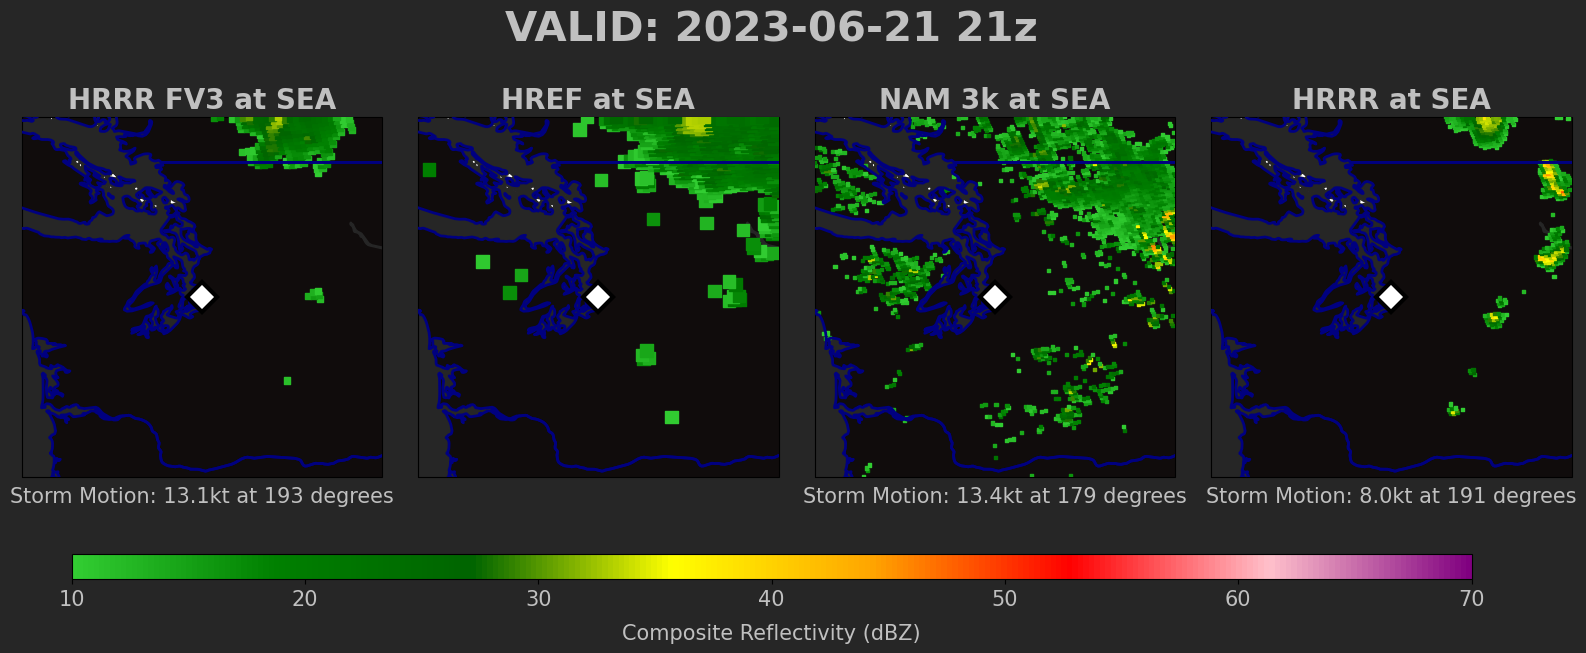 VALID: 2023-06-21 21z
HRRR FV3 at SEA
HREF at SEA
NAM 3k at SEA
HRRR at SEA
Storm Motion: 13.1kt at 193 degrees
Storm Motion: 13.4kt at 179 degrees
Storm Motion: 8.0kt at 191 degrees
10 20 30 40 50 60 70
Composite Reflectivity (dBZ)